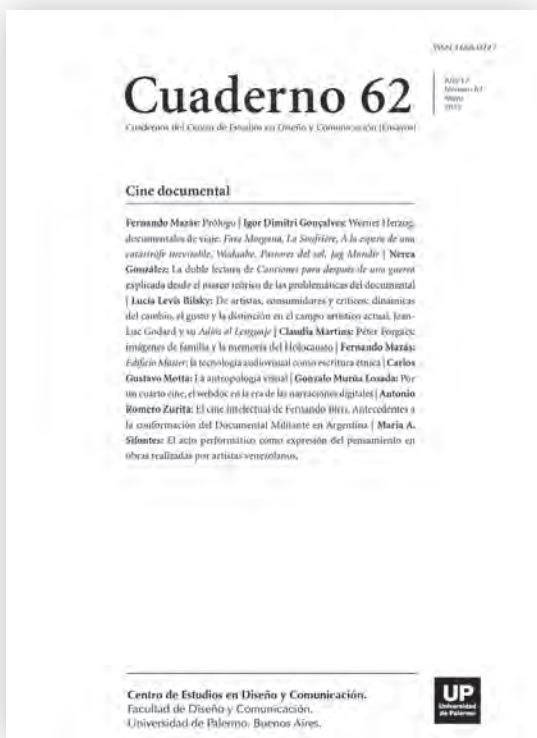 Cuaderno 62
Cuadernos del Centro de Estudios en Diseño y Comunicación [Ensayos]
Cine documental
Fernando Mazás: Prólogo | Igor Dimitri Gonçalves: Werner Herzog,
documentales de viaje: Fata Morgana, La Soufrière, A la espera de una
catástrofe inevitable, Wodaabe, Pastores del sol, Jag Mandir | Nerea
González: La doble lectura de Canciones para después de una guerra
explicada desde el marco teórico de las problemáticas del documental
| Lucía Levis Bilsky: De artistas, consumidores y críticos: dinámicas
del cambio, el gusto y la distinción en el campo artístico actual. Jean-
Luc Godard y su Adiós al Lenguaje | Claudia Martins: Péter Forgács:
imágenes de familia y la memoria del Holocausto | Fernando Mazás:
Edificio Master: la tecnología audiovisual como escritura étnica | Carlos
Gustavo Motta: La antropología visual | Gonzalo Murúa Losada: Por
un cuarto cine, el webdoc en la era de las narraciones digitales | Antonio
Romero Zurita: El cine intelectual de Fernando Birri. Antecedentes a
la conformación del Documental Militante en Argentina | María A.
Sifontes: El acto performático como expresión del pensamiento en
obras realizadas por artistas venezolanos.
Centro de Estudios en Diseño y Comunicación.
Facultad de Diseño y Comunicación.
Universidad de Palermo. Buenos Aires.
UP
Universidad
de Palermo